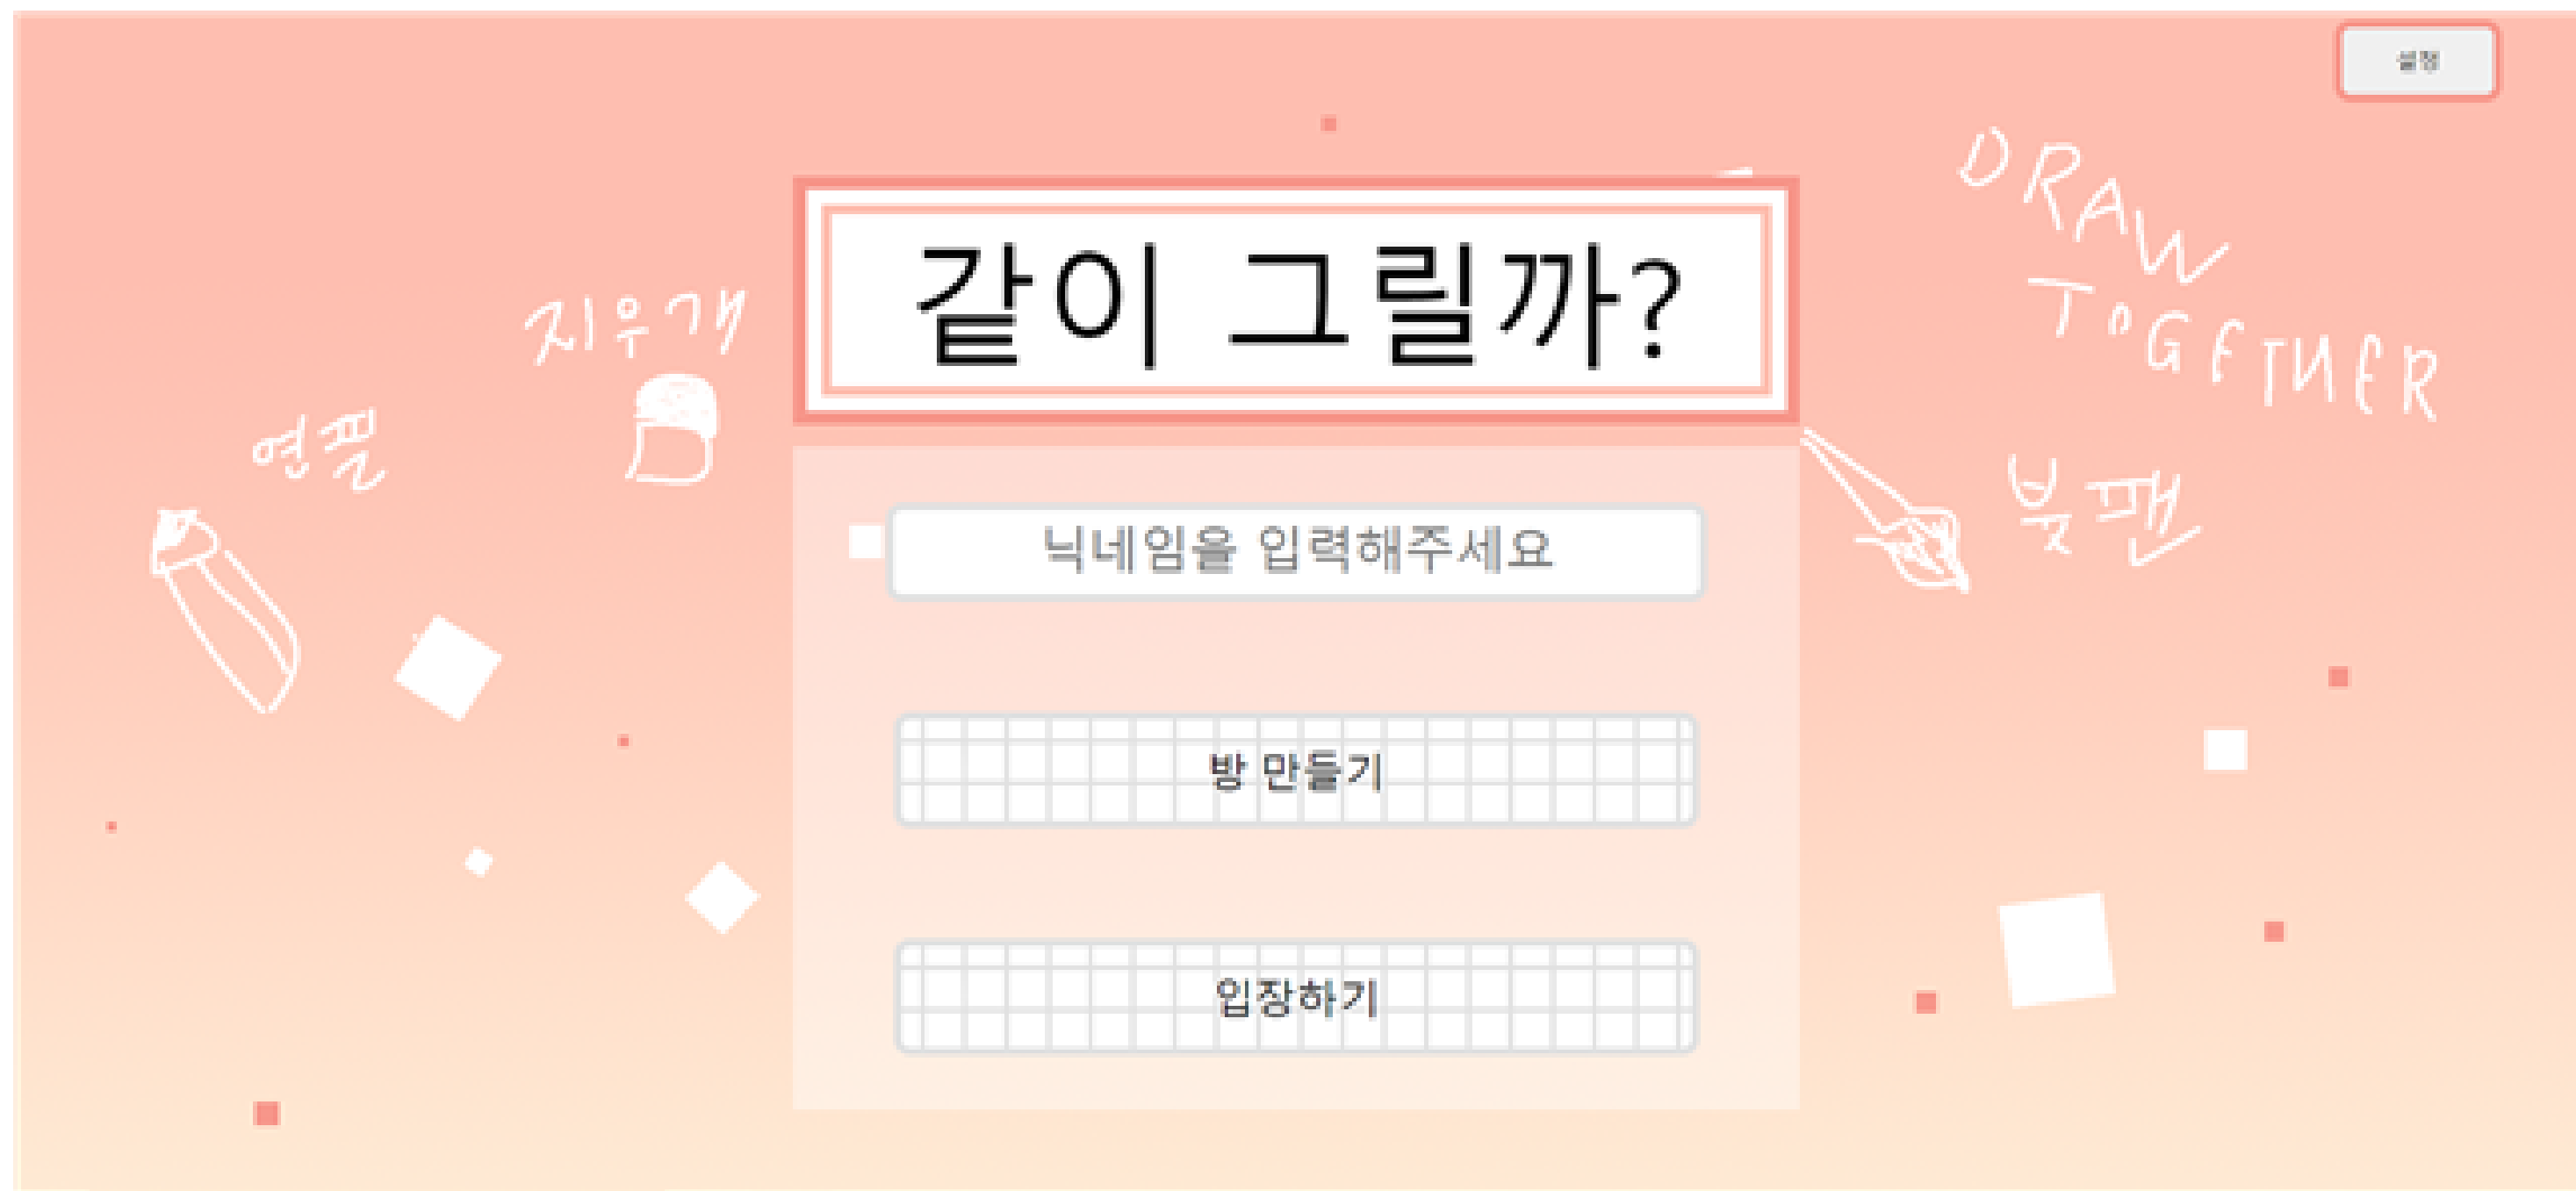 설정
DRAW
TOGETHER
같이 그릴까?
지우개
연필
붓팬
닉네임을 입력해주세요
방 만들기
입장하기